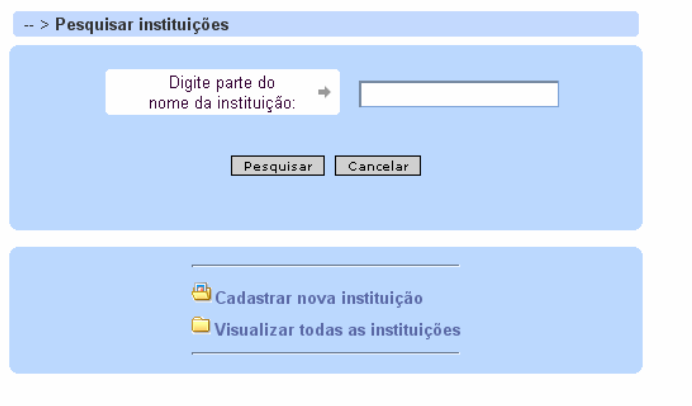 -- > Pesquisar instituições
Digite parte do
nome da instituição:
Pesquisar Cancelar
Cadastrar nova instituição
Visualizar todas as instituições